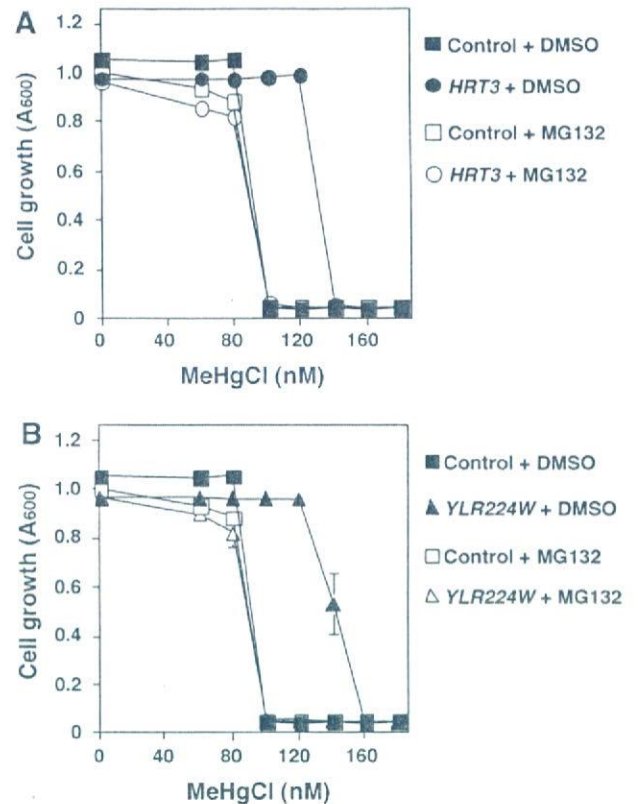 A
Cell growth (A600)
1.2
1.0
0.8
0.6
0.4
0.2
0
0 40 80 120 160
MeHgCl (nM)
Control + DMSO
HRT3 + DMSO
Control + MG132
HRT3 + MG132
B
Cell growth (A600)
1.2
1.0
0.8
0.6
0.4
0.2
0
0 40 80 120 160
MeHgCl (nM)
Control + DMSO
YLR224W + DMSO
Control + MG132
YLR224W + MG132